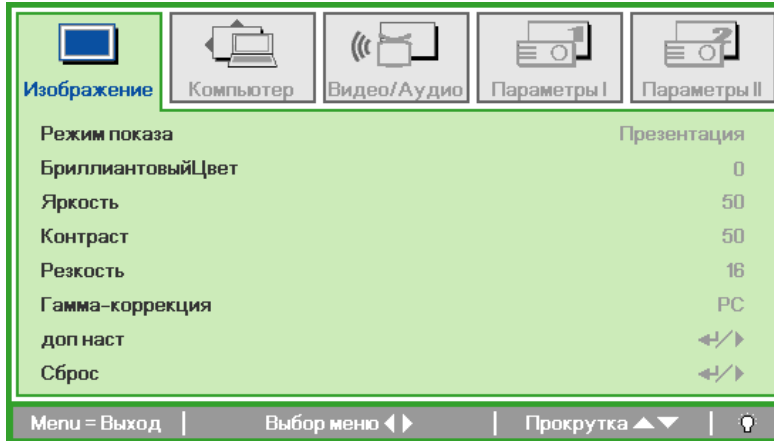 Изображение Компьютер Видео/Аудио Параметры I Параметры II
Режим показа Презентация
БриллиантовыйЦвет 0
Яркость 50
Контраст 50
Резкость 16
Гамма-коррекция PC
доп наст ↵/▶
Сброс ↵/▶
Menu = Выход | Выбор меню ◀▶ | Прокрутка ▲▼ |